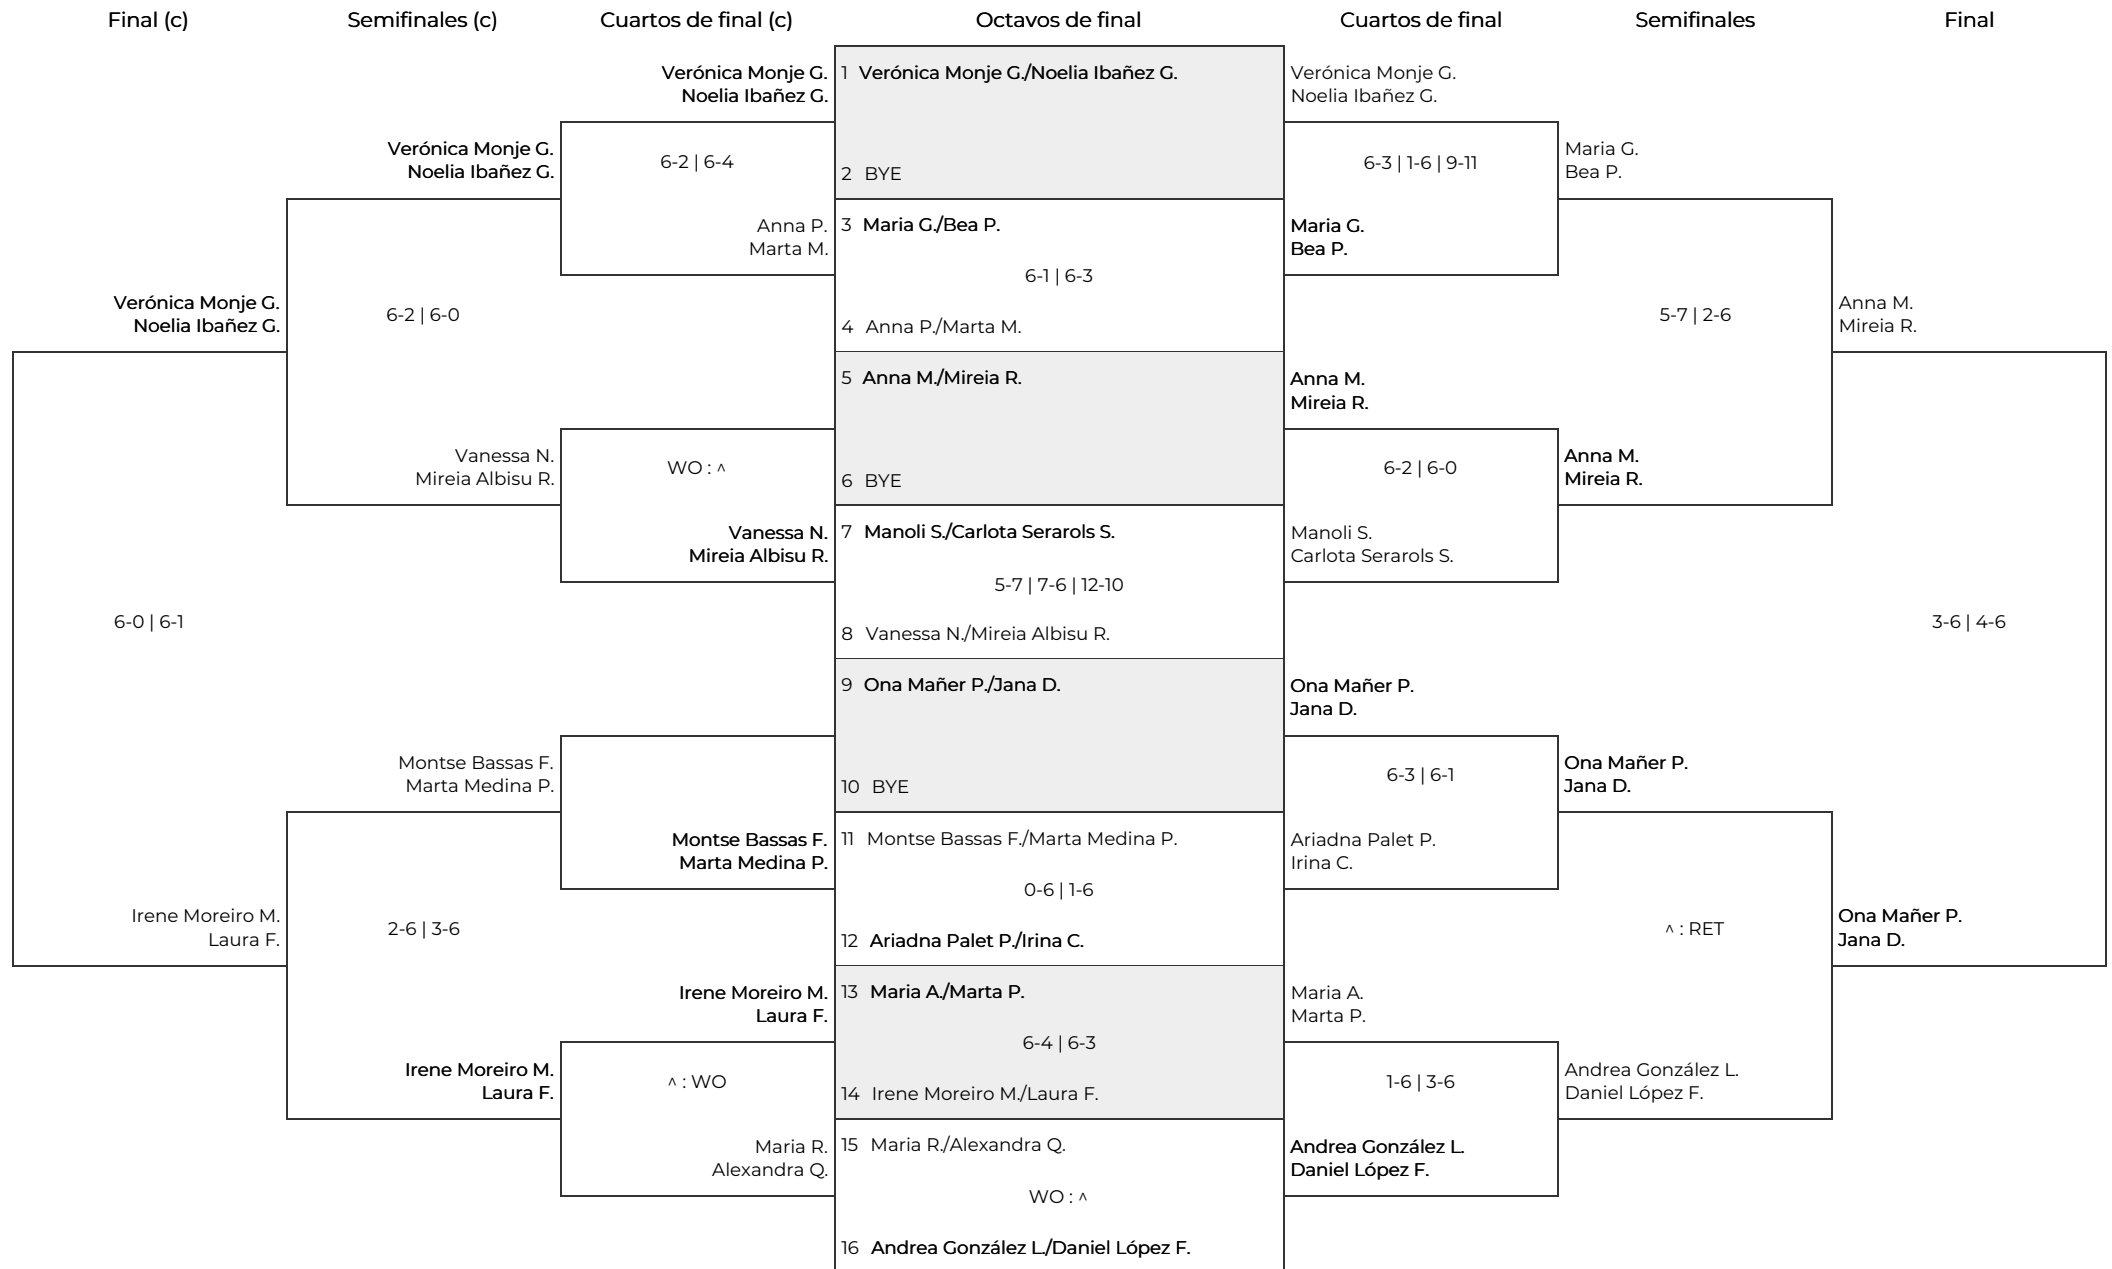 Final (c)
Semifinales (c)
Cuartos de final (c)
Octavos de final
Cuartos de final
Semifinales
Final
Verónica Monje G.
Noelia Ibañez G.
6-0 | 6-1
Irene Moreiro M.
Laura F.
Verónica Monje G.
Noelia Ibañez G.
6-2 | 6-0
Vanessa N.
Mireia Albisu R.
Montse Bassas F.
Marta Medina P.
2-6 | 3-6
Irene Moreiro M.
Laura F.
Verónica Monje G.
Noelia Ibañez G.
6-2 | 6-4
Anna P.
Marta M.
WO : ^
Vanessa N.
Mireia Albisu R.
Montse Bassas F.
Marta Medina P.
Irene Moreiro M.
Laura F.
^ : WO
Maria R.
Alexandra Q.
1 Verónica Monje G./Noelia Ibañez G.
2 BYE
3 Maria G./Bea P.
6-1 | 6-3
4 Anna P./Marta M.
5 Anna M./Mireia R.
6 BYE
7 Manoli S./Carlota Serarols S.
5-7 | 7-6 | 12-10
8 Vanessa N./Mireia Albisu R.
9 Ona Mañer P./Jana D.
10 BYE
11 Montse Bassas F./Marta Medina P.
0-6 | 1-6
12 Ariadna Palet P./Irina C.
13 Maria A./Marta P.
6-4 | 6-3
14 Irene Moreiro M./Laura F.
15 Maria R./Alexandra Q.
WO : ^
16 Andrea González L./Daniel López F.
Verónica Monje G.
Noelia Ibañez G.
6-3 | 1-6 | 9-11
Maria G.
Bea P.
Anna M.
Mireia R.
6-2 | 6-0
Manoli S.
Carlota Serarols S.
Ona Mañer P.
Jana D.
6-3 | 6-1
Ariadna Palet P.
Irina C.
Maria A.
Marta P.
1-6 | 3-6
Andrea González L.
Daniel López F.
Maria G.
Bea P.
5-7 | 2-6
Anna M.
Mireia R.
Ona Mañer P.
Jana D.
^ : RET
Andrea González L.
Daniel López F.
Anna M.
Mireia R.
3-6 | 4-6
Ona Mañer P.
Jana D.